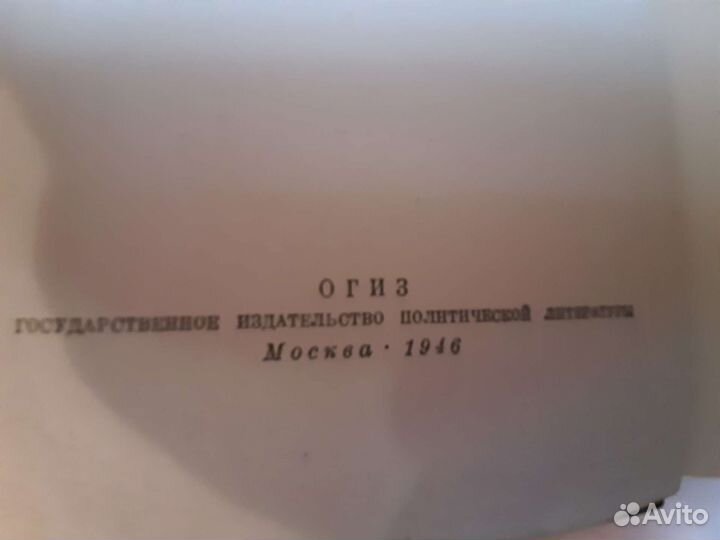 ОГИЗ
ГОСУДАРСТВЕННОЕ ИЗДАТЕЛЬСТВО ПОЛИТИЧЕСКОЙ ЛИТЕРАТУРЫ
Москва · 1946
Avito